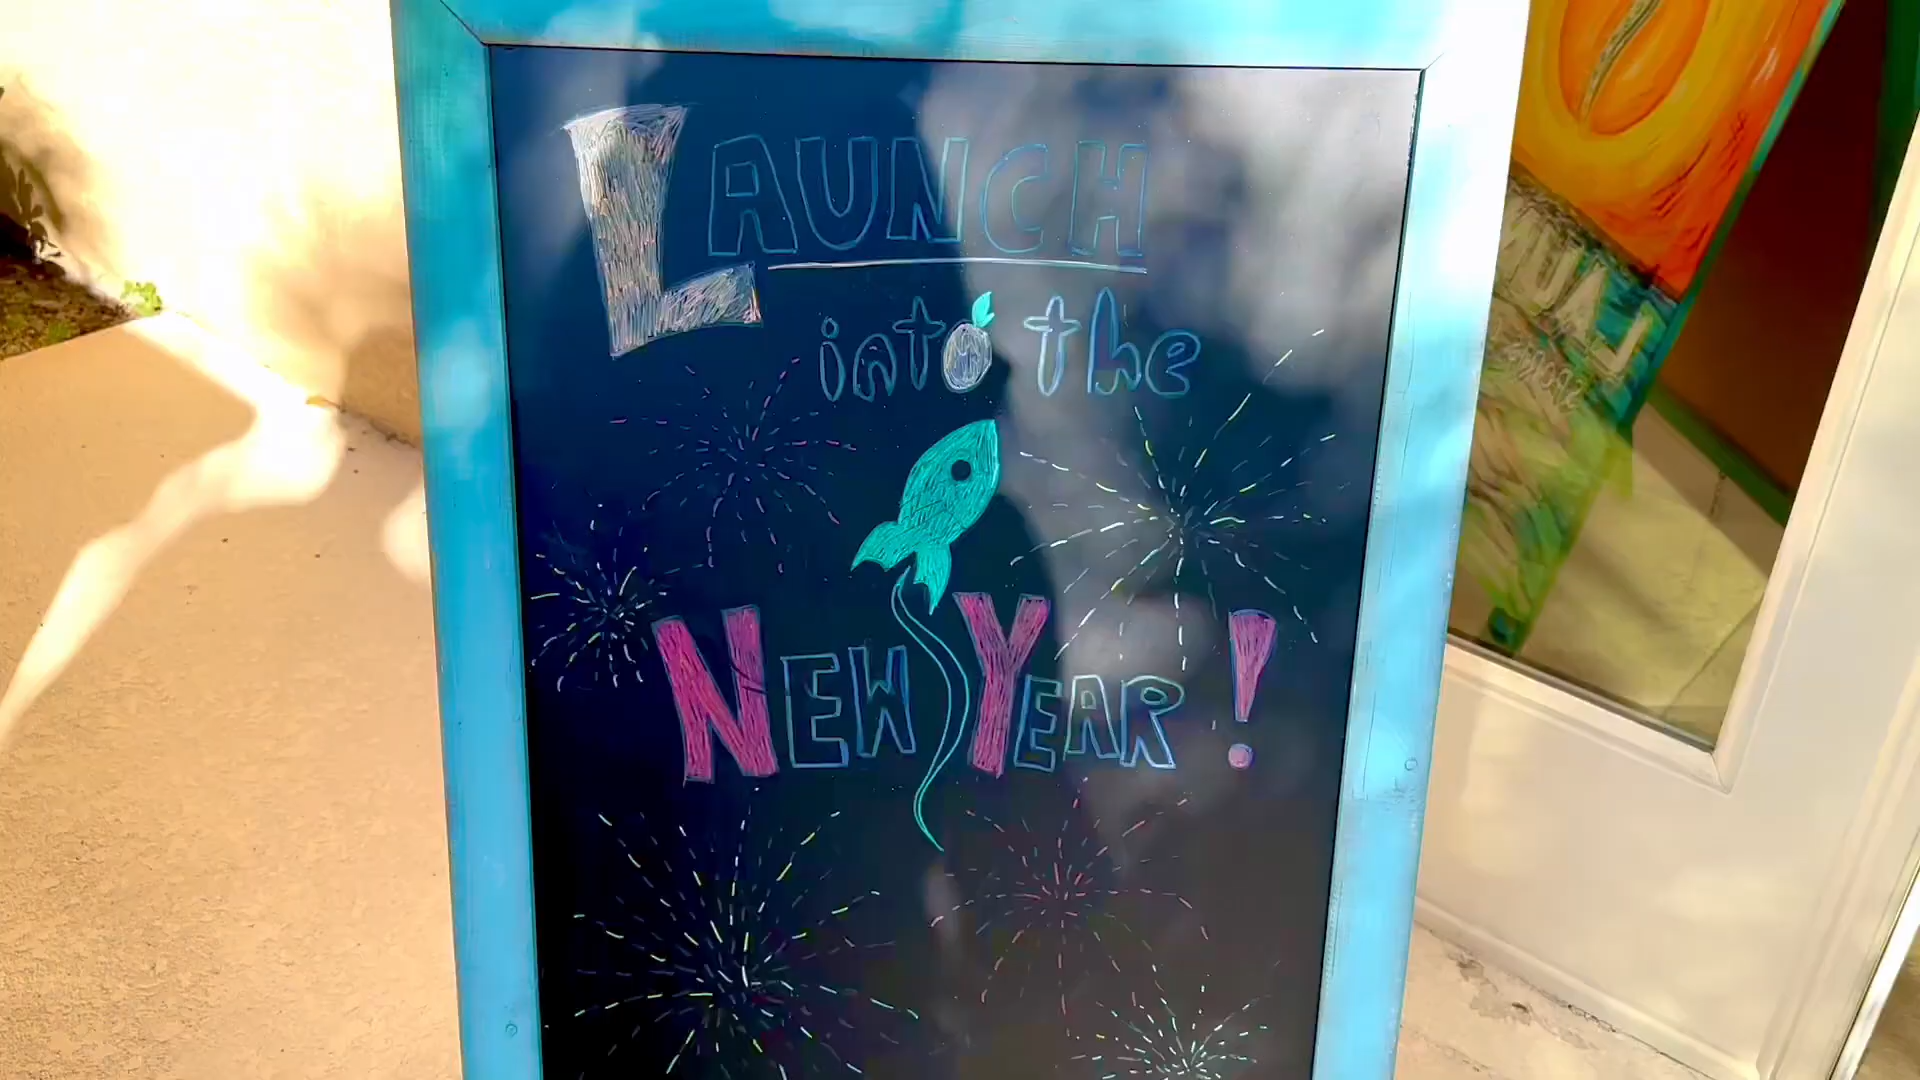 LAUNCH
into the
NEW YEAR!